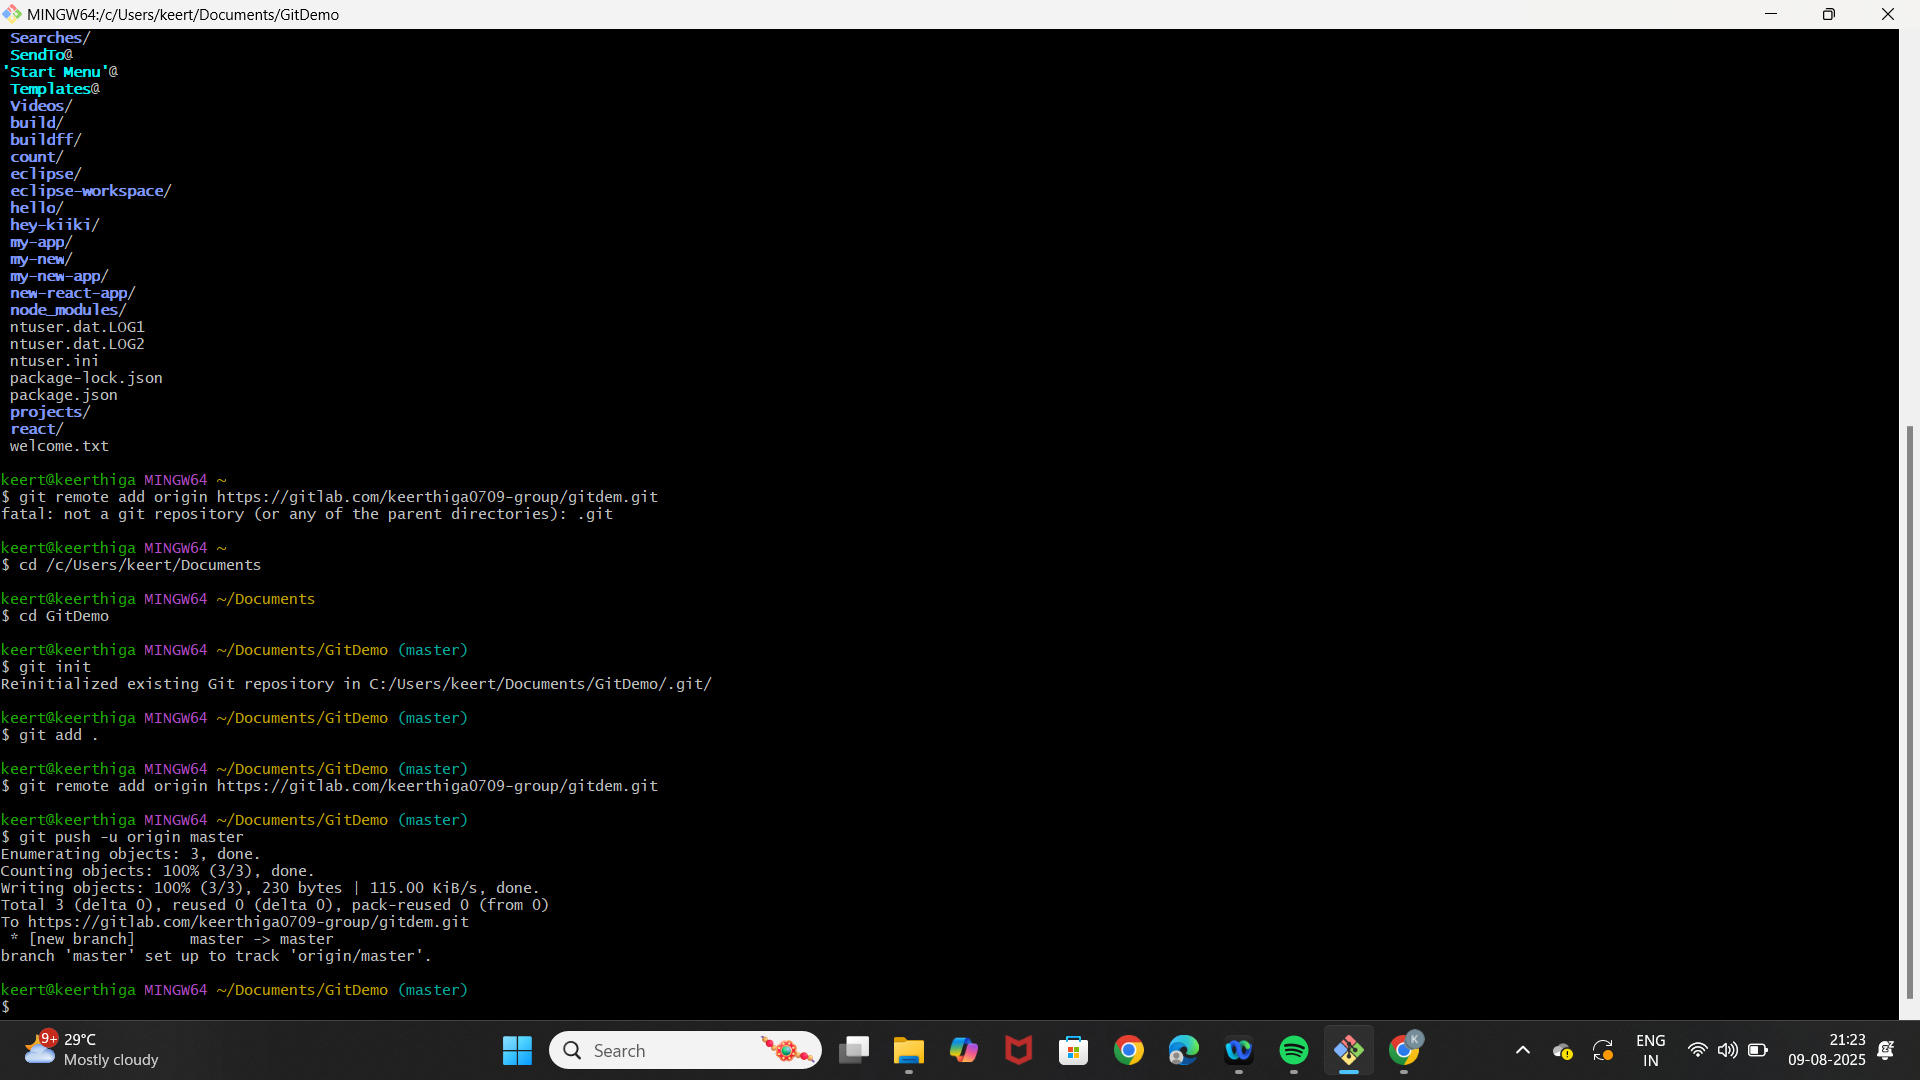 MINGW64:/c/Users/keert/Documents/GitDemo
Searches/
SendTo@
'Start Menu'@
Templates@
Videos/
build/
buildff/
count/
eclipse/
eclipse-workspace/
hello/
hey-kiiki/
my-app/
my-new/
my-new-app/
new-react-app/
node_modules/
ntuser.dat.LOG1
ntuser.dat.LOG2
ntuser.ini
package-lock.json
package.json
projects/
react/
welcome.txt
keert@keerthiga MINGW64 ~
$ git remote add origin https://gitlab.com/keerthiga0709-group/gitdem.git
fatal: not a git repository (or any of the parent directories): .git
keert@keerthiga MINGW64 ~
$ cd /c/Users/keert/Documents
keert@keerthiga MINGW64 ~/Documents
$ cd GitDemo
keert@keerthiga MINGW64 ~/Documents/GitDemo (master)
$ git init
Reinitialized existing Git repository in C:/Users/keert/Documents/GitDemo/.git/
keert@keerthiga MINGW64 ~/Documents/GitDemo (master)
$ git add .
keert@keerthiga MINGW64 ~/Documents/GitDemo (master)
$ git remote add origin https://gitlab.com/keerthiga0709-group/gitdem.git
keert@keerthiga MINGW64 ~/Documents/GitDemo (master)
$ git push -u origin master
Enumerating objects: 3, done.
Counting objects: 100% (3/3), done.
Writing objects: 100% (3/3), 230 bytes | 115.00 KiB/s, done.
Total 3 (delta 0), reused 0 (delta 0), pack-reused 0 (from 0)
To https://gitlab.com/keerthiga0709-group/gitdem.git
* [new branch]      master -> master
branch 'master' set up to track 'origin/master'.
keert@keerthiga MINGW64 ~/Documents/GitDemo (master)
$
9+
29°C
Mostly cloudy
Search
K
ENG
IN
21:23
09-08-2025